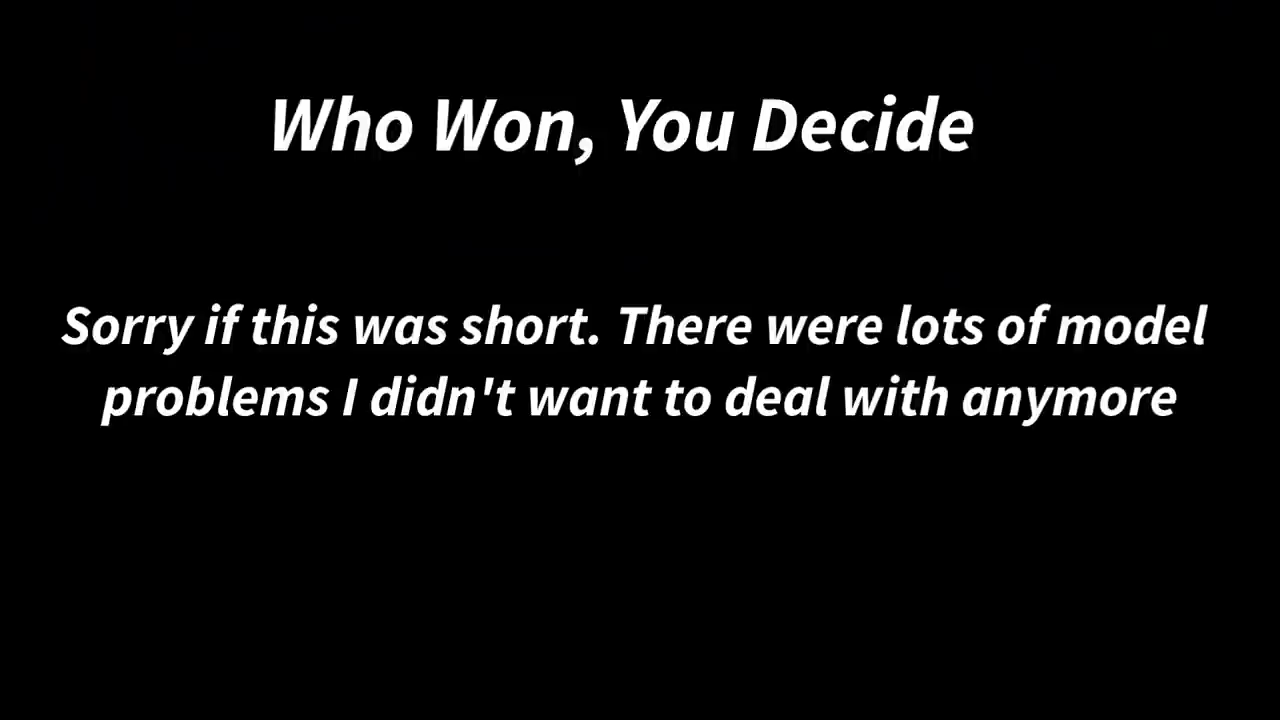 Who Won, You Decide
Sorry if this was short. There were lots of model
problems I didn't want to deal with anymore